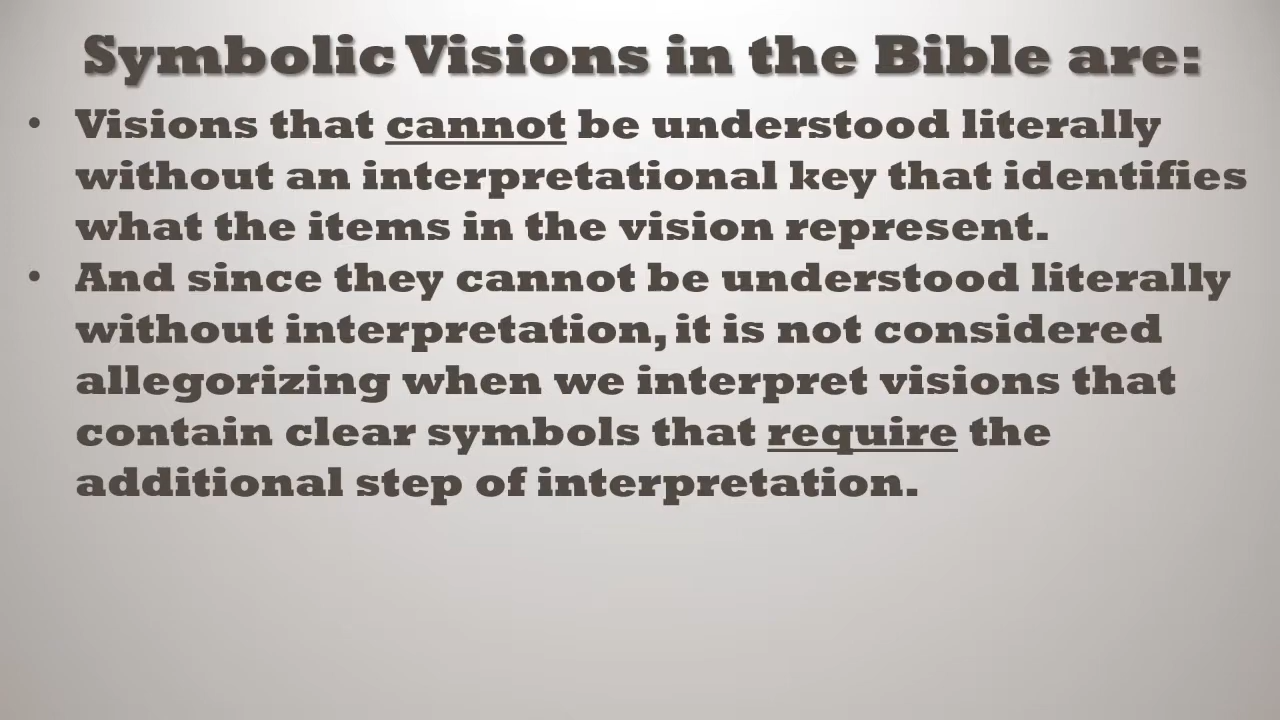 Symbolic Visions in the Bible are:
• Visions that cannot be understood literally
without an interpretational key that identifies
what the items in the vision represent.
• And since they cannot be understood literally
without interpretation, it is not considered
allegorizing when we interpret visions that
contain clear symbols that require the
additional step of interpretation.